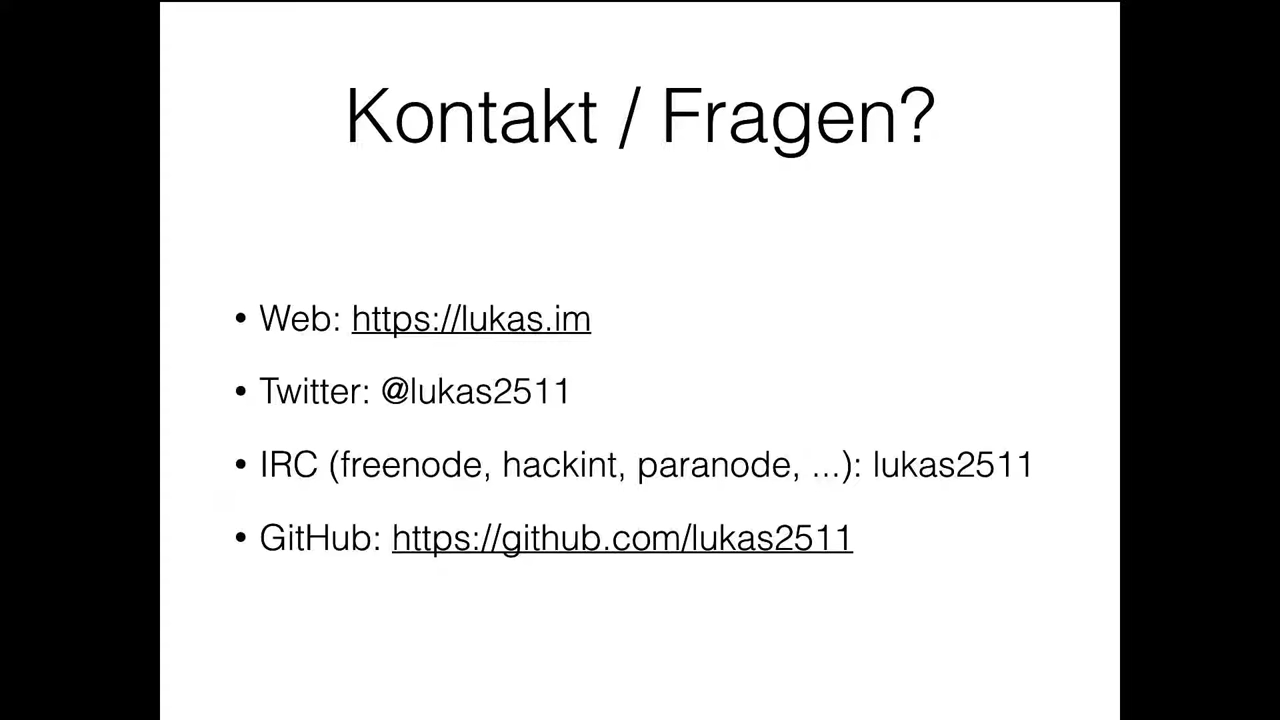 Kontakt / Fragen?
• Web: https://lukas.im
• Twitter: @lukas2511
• IRC (freenode, hackint, paranode, ...): lukas2511
• GitHub: https://github.com/lukas2511